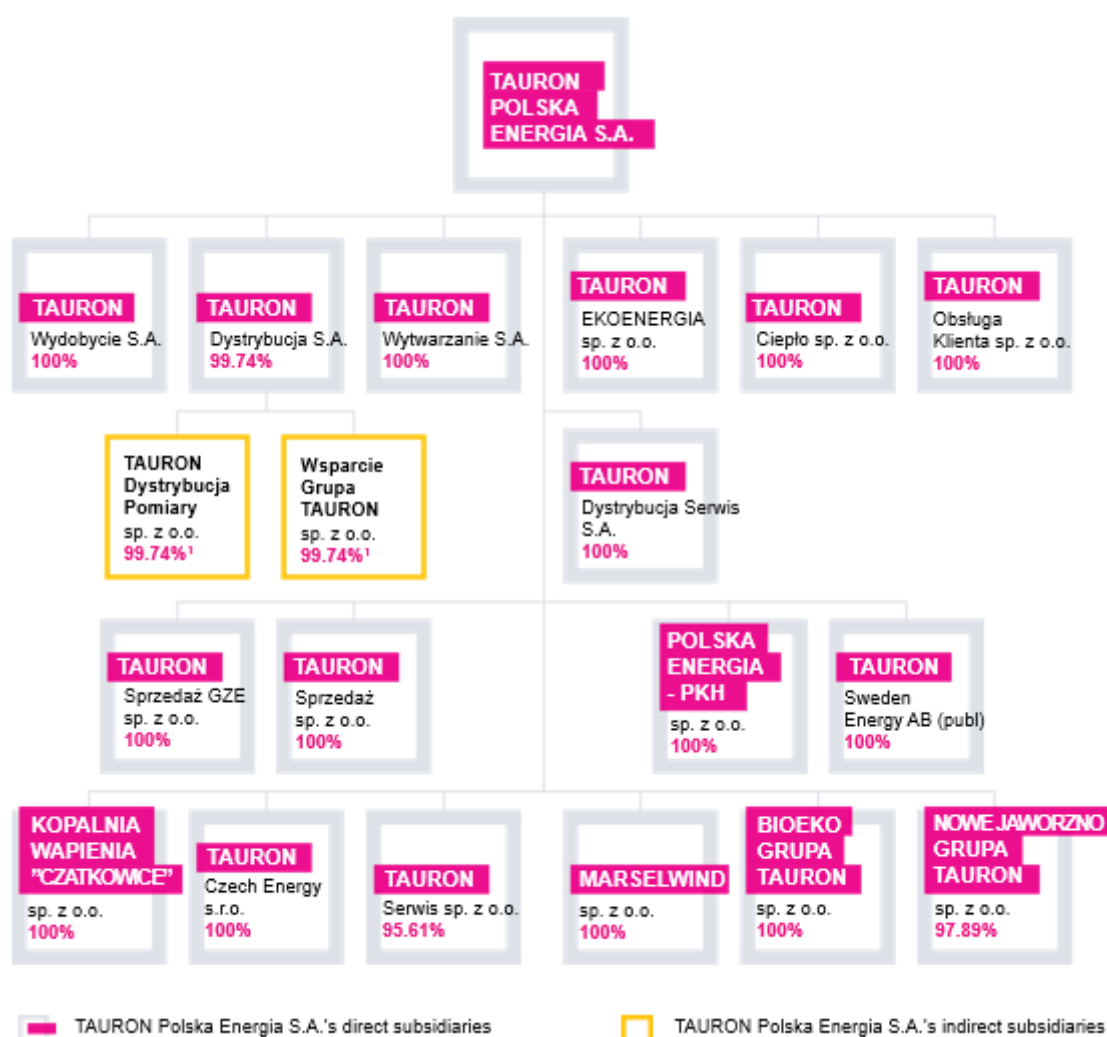 TAURON
POLSKA
ENERGIA S.A.
TAURON
Wydobycie S.A.
100%
TAURON
Dystrybucja S.A.
99.74%
TAURON
Wytwarzanie S.A.
100%
TAURON
EKOENERGIA
sp. z o.o.
100%
TAURON
Ciepło sp. z o.o.
100%
TAURON
Obsługa
Klienta sp. z o.o.
100%
TAURON
Dystrybucja
Pomiary
sp. z o.o.
99.74%¹
Wsparcie
Grupa
TAURON
sp. z o.o.
99.74%¹
TAURON
Dystrybucja Serwis
S.A.
100%
TAURON
Sprzedaż GZE
sp. z o.o.
100%
TAURON
Sprzedaż
sp. z o.o.
100%
POLSKA
ENERGIA
- PKH
sp. z o.o.
100%
TAURON
Sweden
Energy AB (publ)
100%
KOPALNIA
WAPIENIA
”CZATKOWICE”
sp. z o.o.
100%
TAURON
Czech Energy
s.r.o.
100%
TAURON
Serwis sp. z o.o.
95.61%
MARSELWIND
sp. z o.o.
100%
BIOEKO
GRUPA
TAURON
sp. z o.o.
100%
NOWE JAWORZNO
GRUPA
TAURON
sp. z o.o.
97.89%
TAURON Polska Energia S.A.'s direct subsidiaries
TAURON Polska Energia S.A.'s indirect subsidiaries